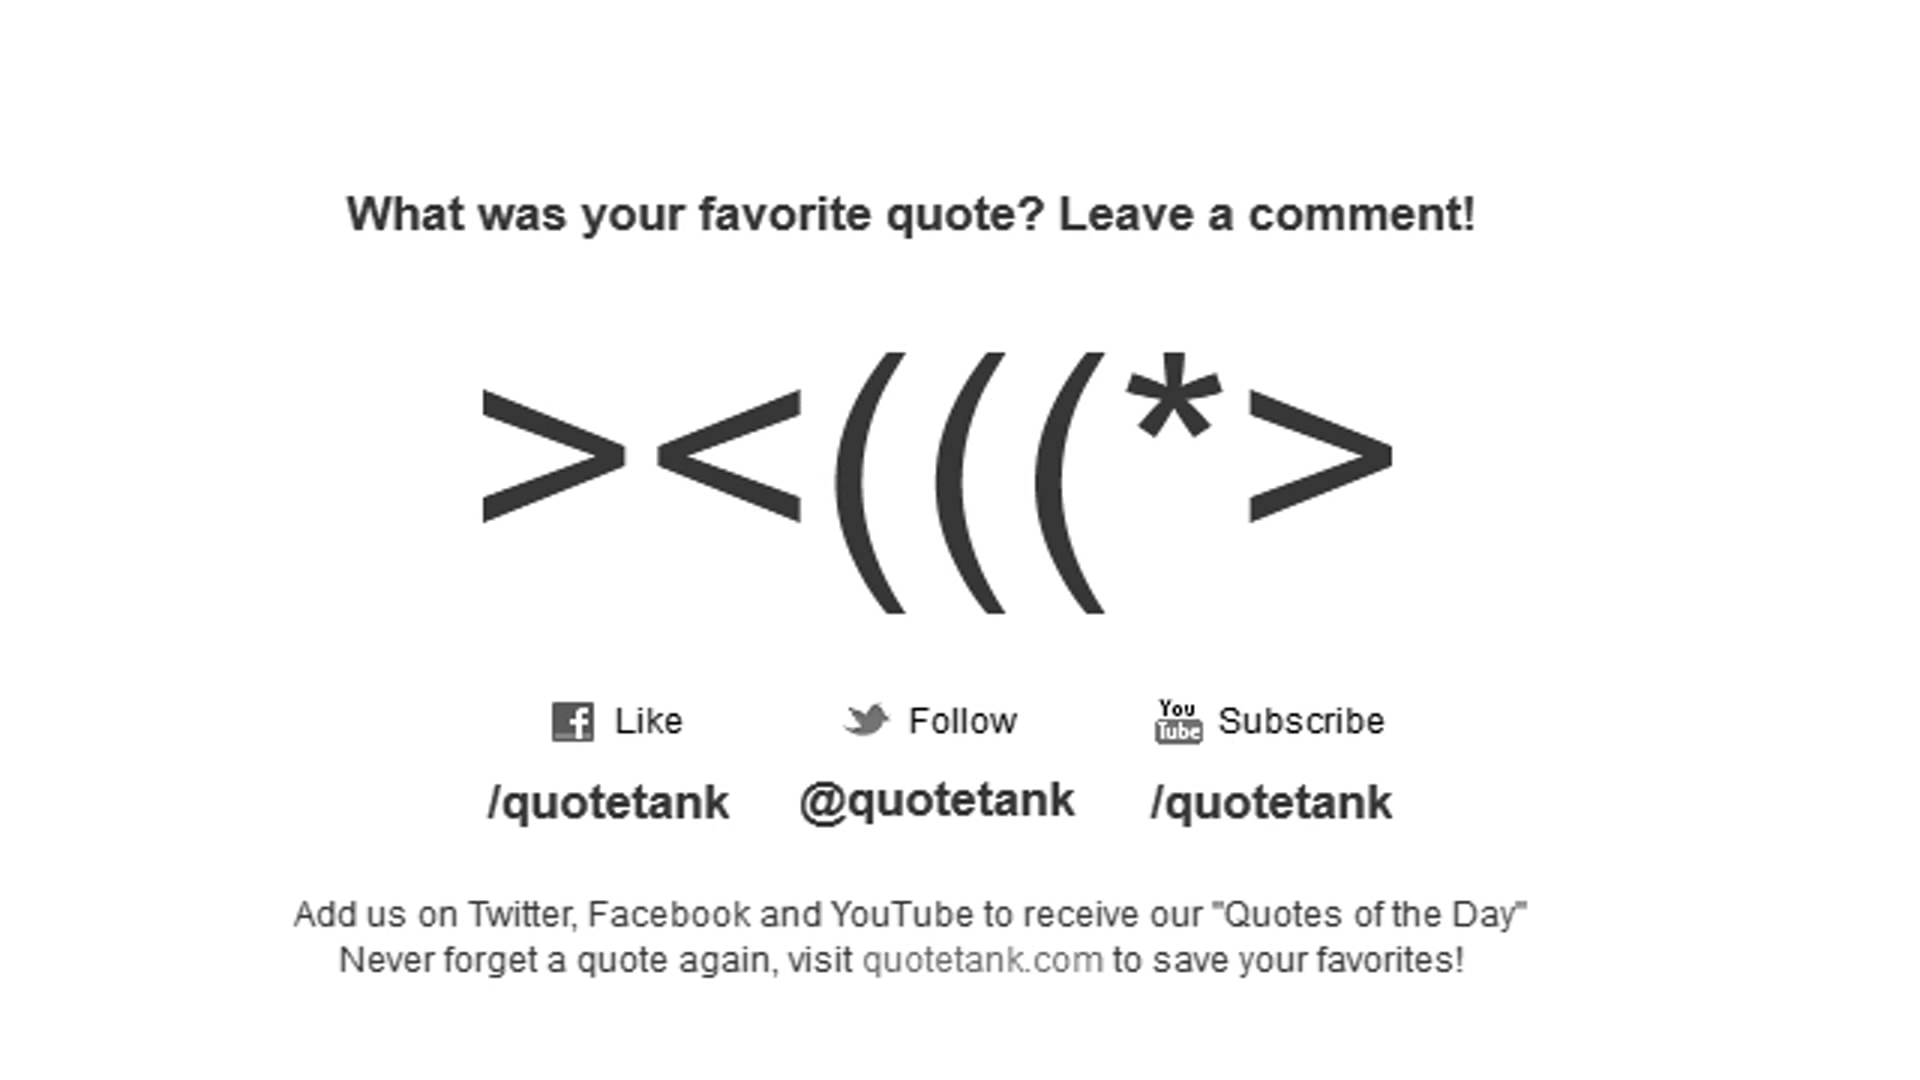 What was your favorite quote? Leave a comment!
><(((*>
f Like
Follow
You Tube Subscribe
/quotetank
@quotetank
/quotetank
Add us on Twitter, Facebook and YouTube to receive our "Quotes of the Day"
Never forget a quote again, visit quotetank.com to save your favorites!